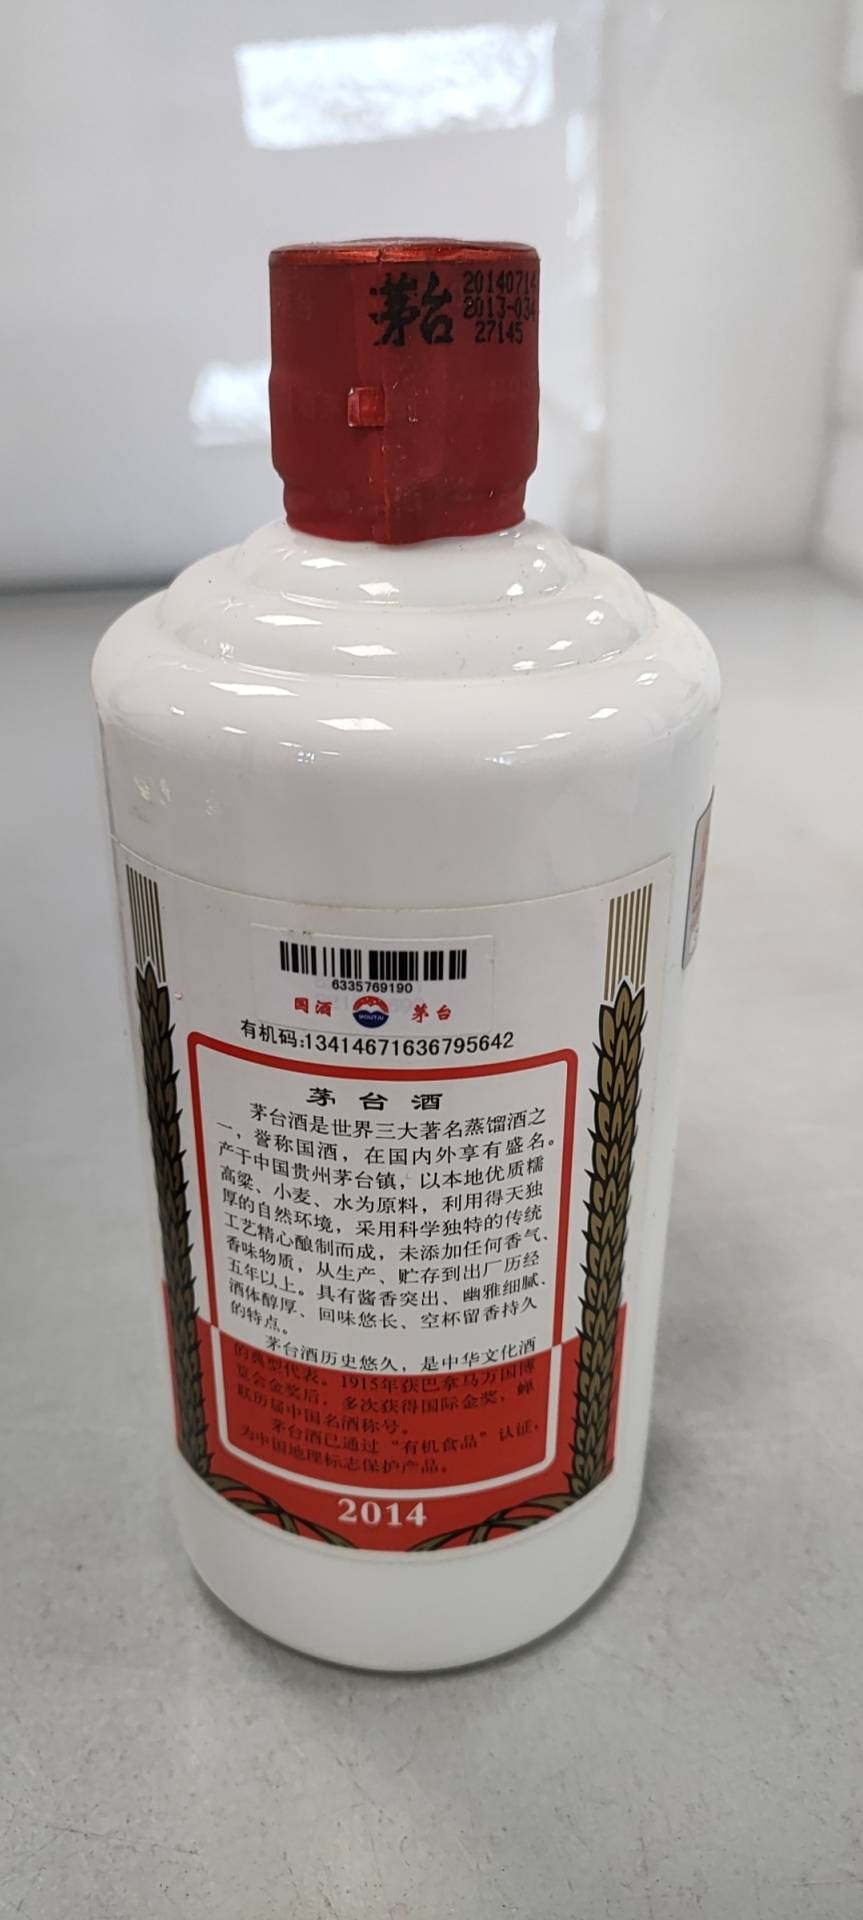 茅台
20140714
2013-034
27145
6335769190
国酒 茅台
MOUTAI
有机码:13414671636795642
茅台酒
茅台酒是世界三大著名蒸馏酒之
一，誉称国酒，在国内外享有盛名。
产于中国贵州茅台镇，以本地优质糯
高粱、小麦、水为原料，利用得天独
厚的自然环境，采用科学独特的传统
工艺精心酿制而成，未添加任何香气、
香味物质，从生产、贮存到出厂历经
五年以上。具有酱香突出、幽雅细腻、
酒体醇厚、回味悠长、空杯留香持久
的特点。
茅台酒历史悠久，是中华文化酒
的典型代表。1915年获巴拿马万国博
览会金奖后，多次获得国际金奖，蝉
联历届中国名酒称号。
茅台酒已通过“有机食品”认证，
为中国地理标志保护产品。
2014